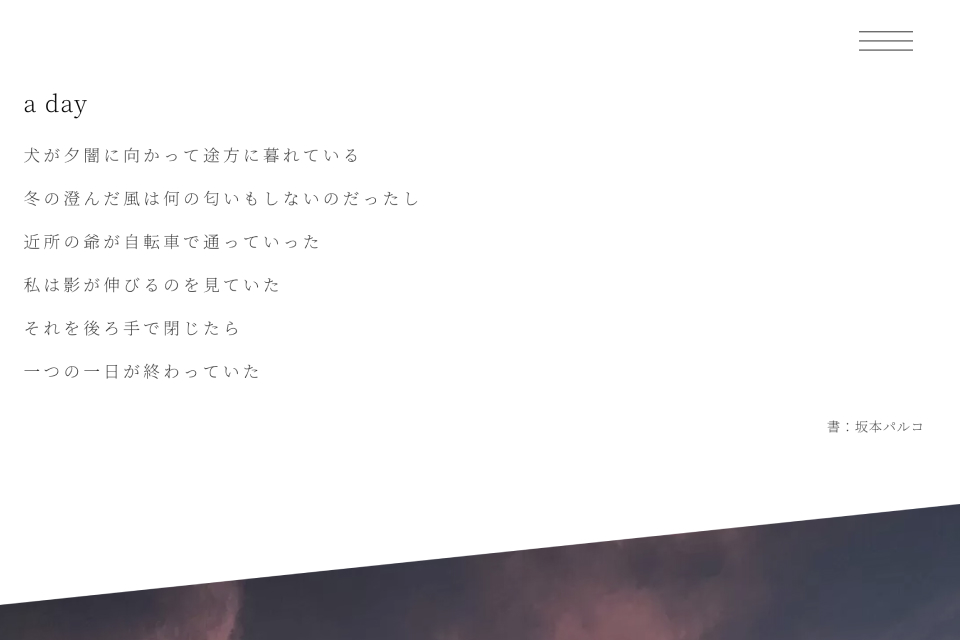 a day
犬が夕闇に向かって途方に暮れている
冬の澄んだ風は何の匂いもしないのだったし
近所の爺が自転車で通っていった
私は影が伸びるのを見ていた
それを後ろ手で閉じたら
一つの一日が終わっていた
書：坂本パルコ